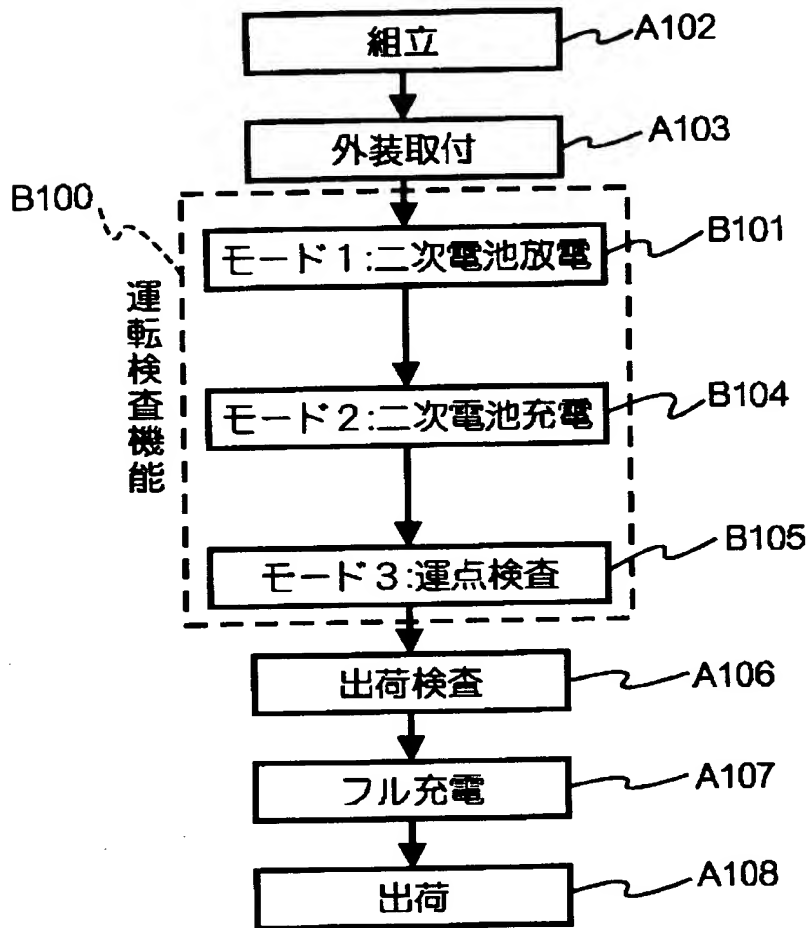 組立
A102
外装取付
A103
B100
運転検査機能
モード1:二次電池放電
B101
モード2:二次電池充電
B104
モード3:運点検査
B105
出荷検査
A106
フル充電
A107
出荷
A108